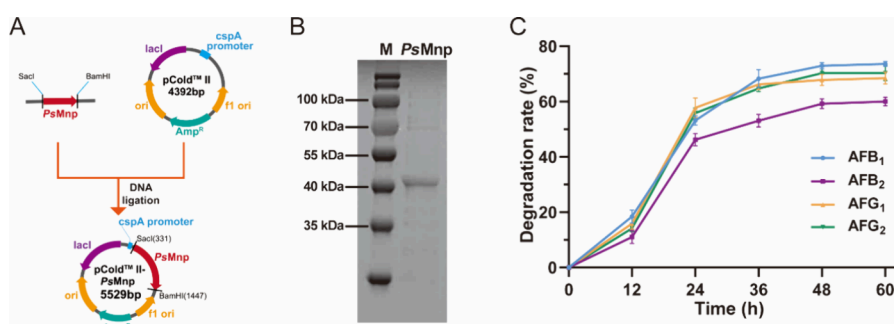 A
lacI
cspA
promoter
SacI
BamHI
PsMnp
pCold™ II
4392bp
ori
f1 ori
AmpR
DNA
ligation
cspA promoter
SacI(331)
lacI
PsMnp
pCold™ II-
PsMnp
5529bp
BamHI(1447)
ori
f1 ori
B
M PsMnp
100 kDa
70 kDa
55 kDa
40 kDa
35 kDa
C
Degradation rate (%)
80
60
40
20
0
AFB1
AFB2
AFG1
AFG2
0 12 24 36 48 60
Time (h)